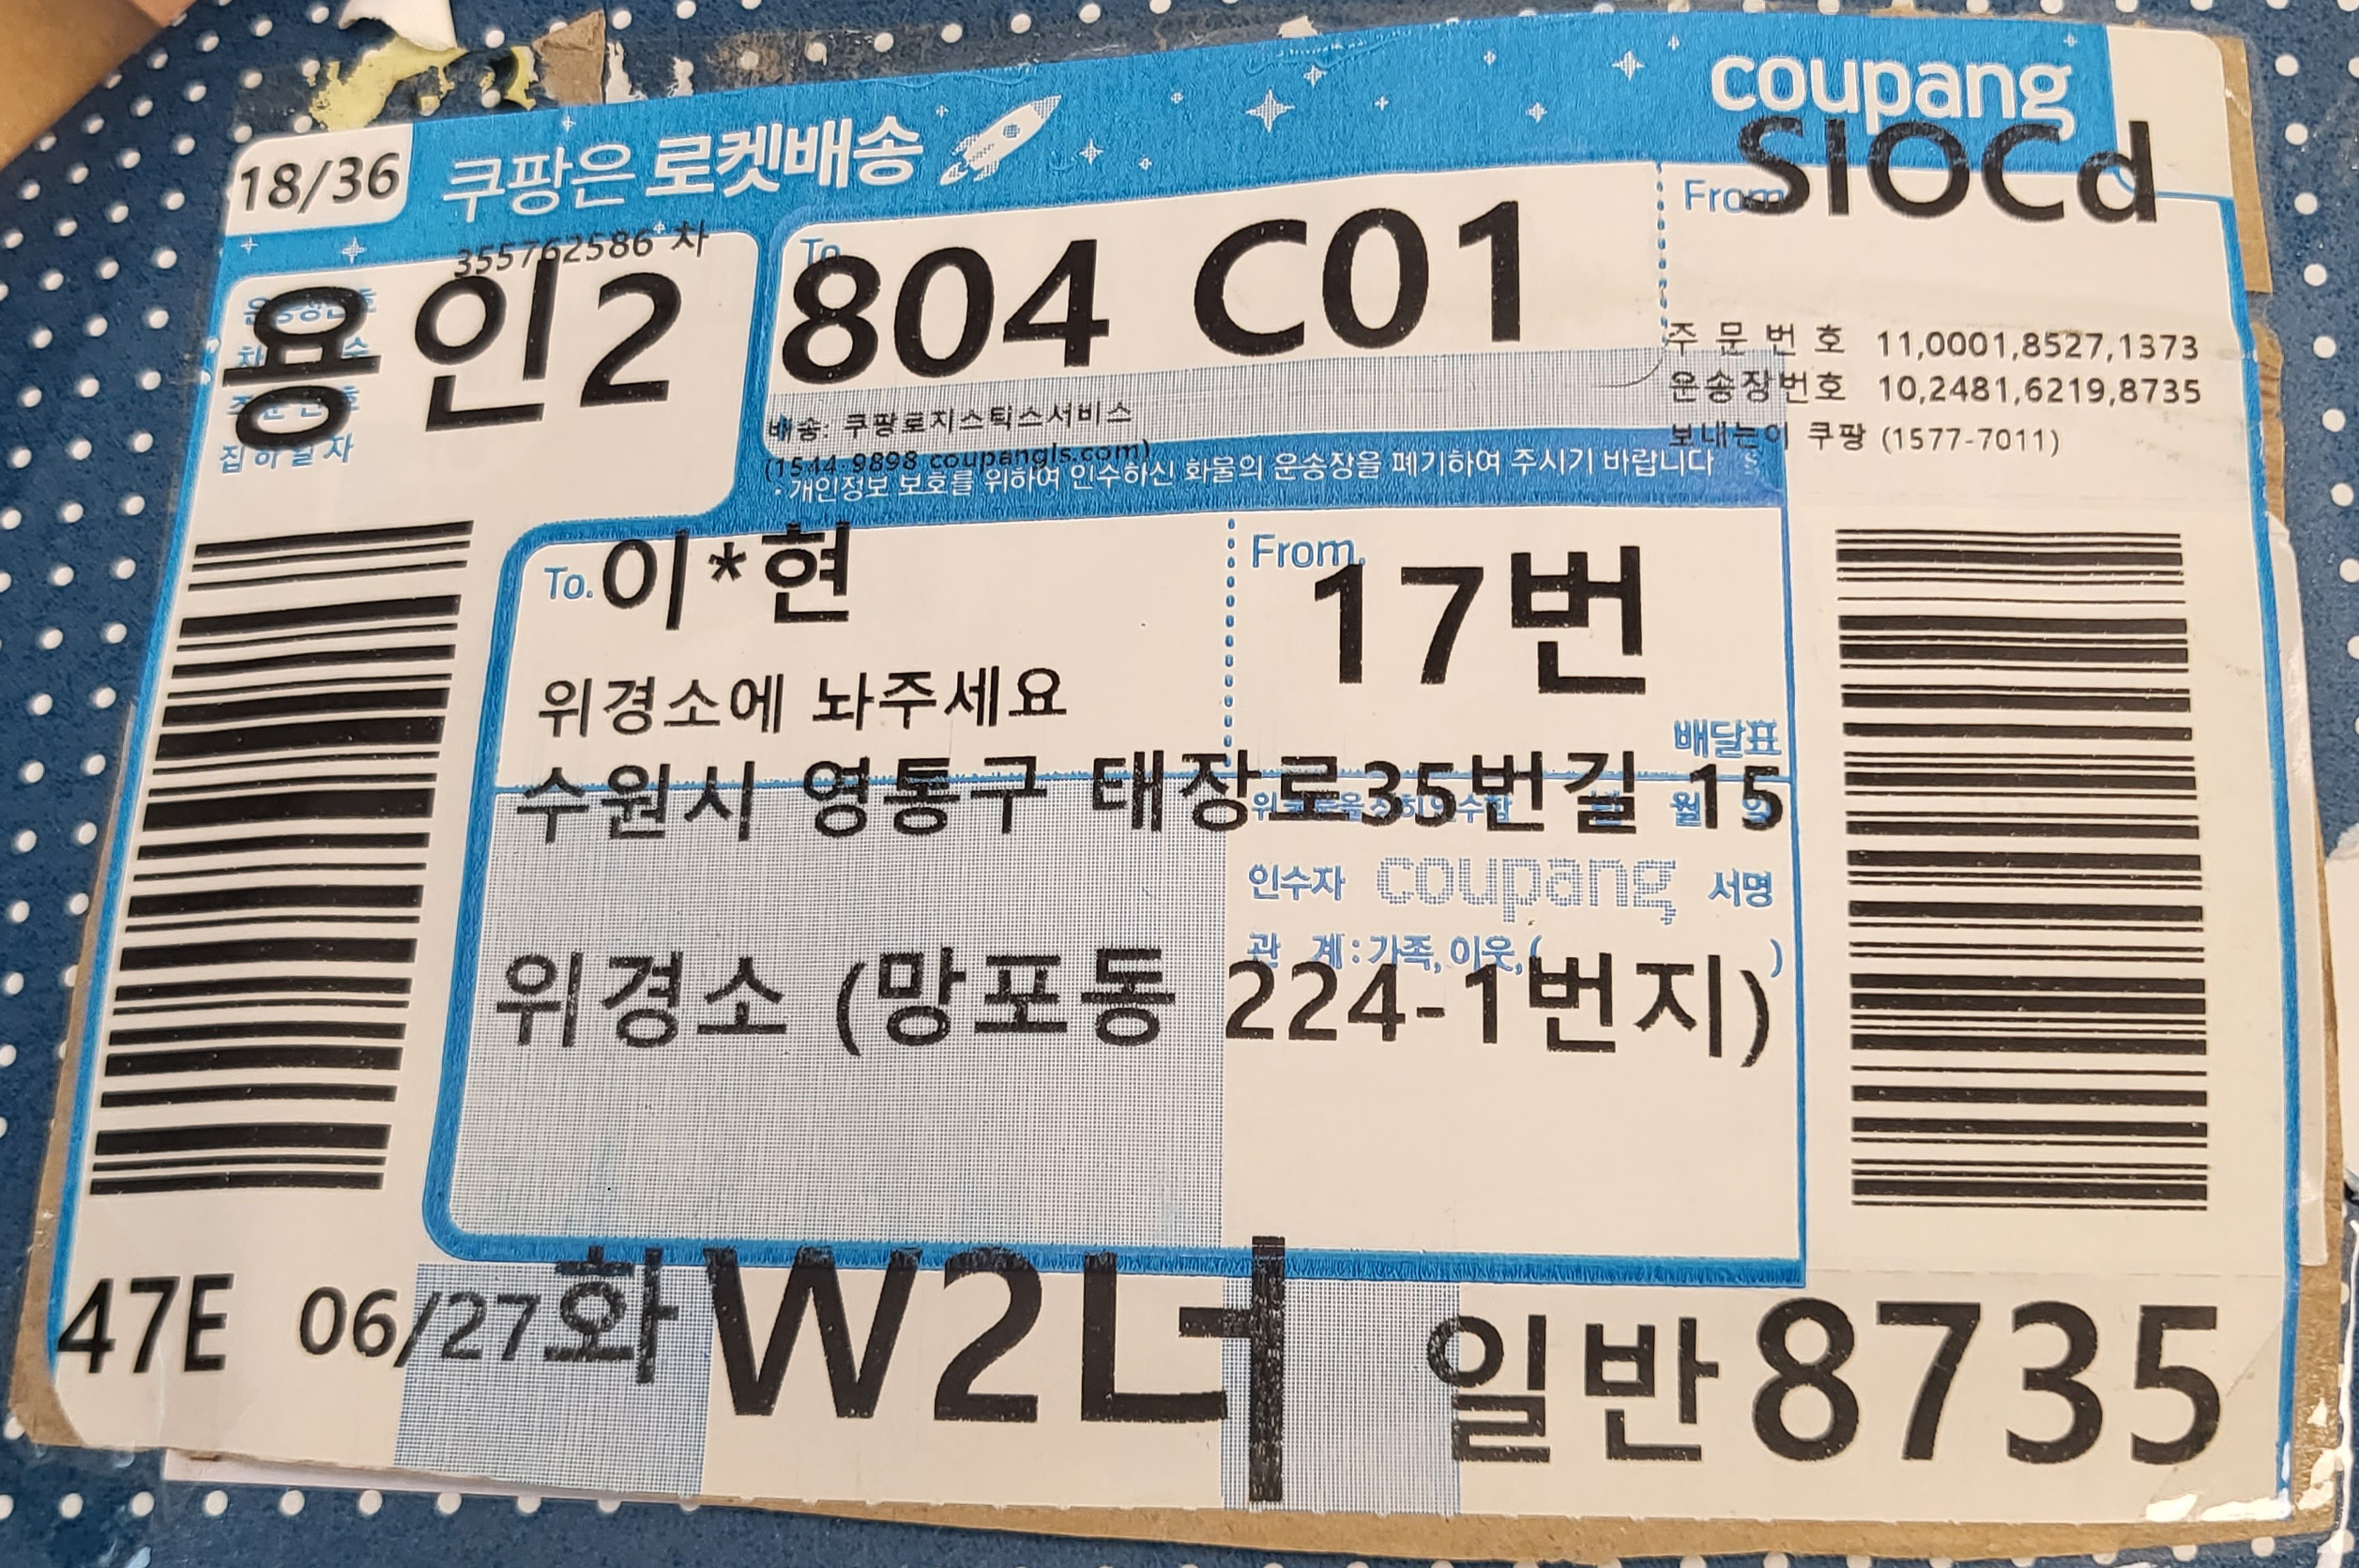 18/36 쿠팡은 로켓배송 coupang
SIOCd
355762586 차
용인2
To. 804 C01
From.
주 문 번 호 11,0001,8527,1373
운송장번호 10,2481,6219,8735
보내는이 쿠팡 (1577-7011)
집 하 일 자
배송: 쿠팡로지스틱스서비스
(1544-9898 coupangls.com)
· 개인정보 보호를 위하여 인수하신 화물의 운송장을 폐기하여 주시기 바랍니다
To. 이*현
From. 17번
위경소에 놔주세요
배달표
수원시 영통구 태장로35번길 15
인수자 coupang 서명
관 계 : 가족, 이웃, ( )
위경소 (망포동 224-1번지)
47E 06/27 화 W2너 일반 8735